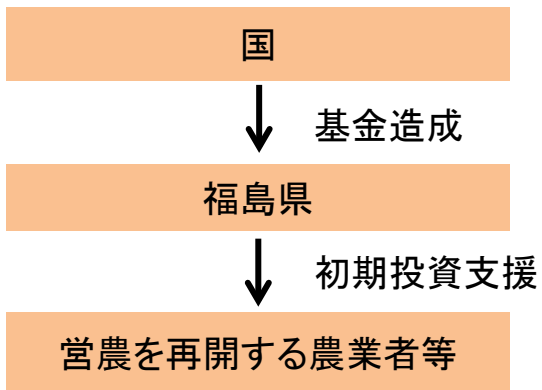 国
基金造成
福島県
初期投資支援
営農を再開する農業者等